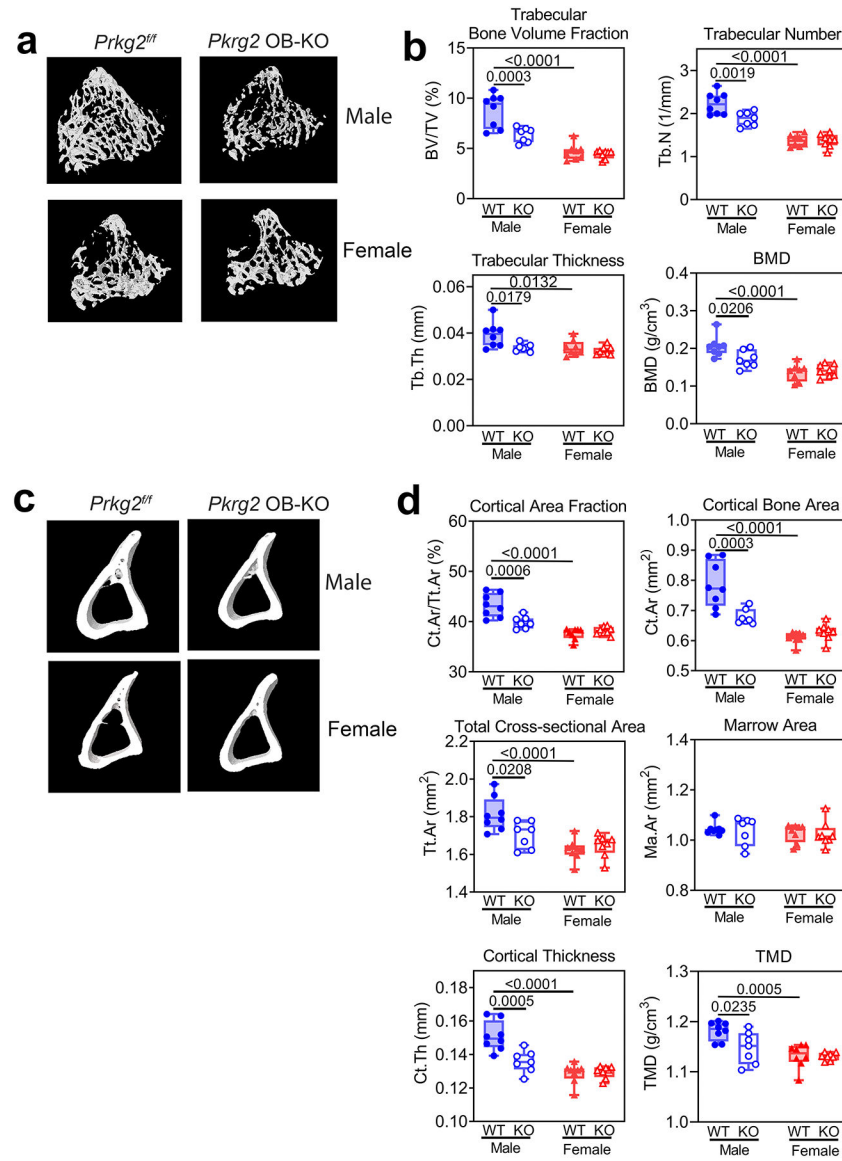 a
Prkg2f/f
Pkrg2 OB-KO
Male
Female
b
Trabecular
Bone Volume Fraction
<0.0001
0.0003
BV/TV (%)
15
10
5
0
WT KO WT KO
Male Female
Trabecular Number
<0.0001
0.0019
Tb.N (1/mm)
3
2
1
0
WT KO WT KO
Male Female
Trabecular Thickness
0.0132
0.0179
Tb.Th (mm)
0.06
0.04
0.02
0.00
WT KO WT KO
Male Female
BMD
<0.0001
0.0206
BMD (g/cm3)
0.4
0.3
0.2
0.1
0.0
WT KO WT KO
Male Female
c
Prkg2f/f
Pkrg2 OB-KO
Male
Female
d
Cortical Area Fraction
<0.0001
0.0006
Ct.Ar/Tt.Ar (%)
60
50
40
30
WT KO WT KO
Male Female
Cortical Bone Area
<0.0001
0.0003
Ct.Ar (mm2)
1.0
0.9
0.8
0.7
0.6
0.5
WT KO WT KO
Male Female
Total Cross-sectional Area
<0.0001
0.0208
Tt.Ar (mm2)
2.2
2.0
1.8
1.6
1.4
WT KO WT KO
Male Female
Marrow Area
Ma.Ar (mm2)
1.4
1.2
1.0
0.8
WT KO WT KO
Male Female
Cortical Thickness
<0.0001
0.0005
Ct.Th (mm)
0.18
0.16
0.14
0.12
0.10
WT KO WT KO
Male Female
TMD
0.0005
0.0235
TMD (g/cm3)
1.3
1.2
1.1
1.0
WT KO WT KO
Male Female